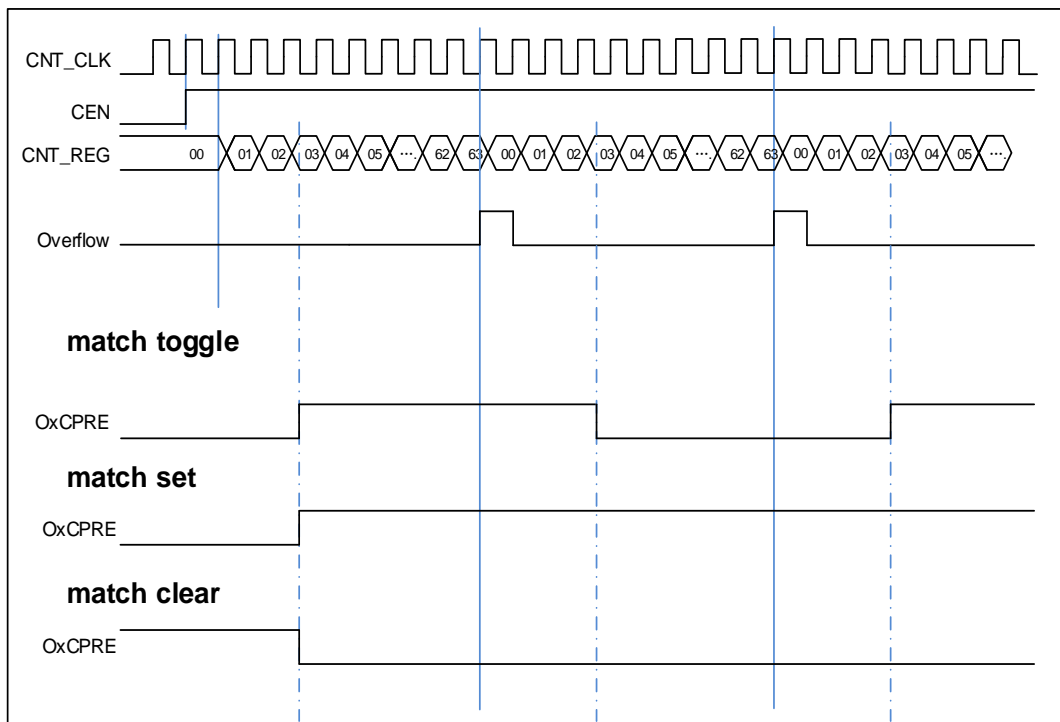 CNT_CLK
CEN
CNT_REG 00 01 02 03 04 05 …. 62 63 00 01 02 03 04 05 …. 62 63 00 01 02 03 04 05 ….
Overflow
match toggle
OxCPRE
match set
OxCPRE
match clear
OxCPRE